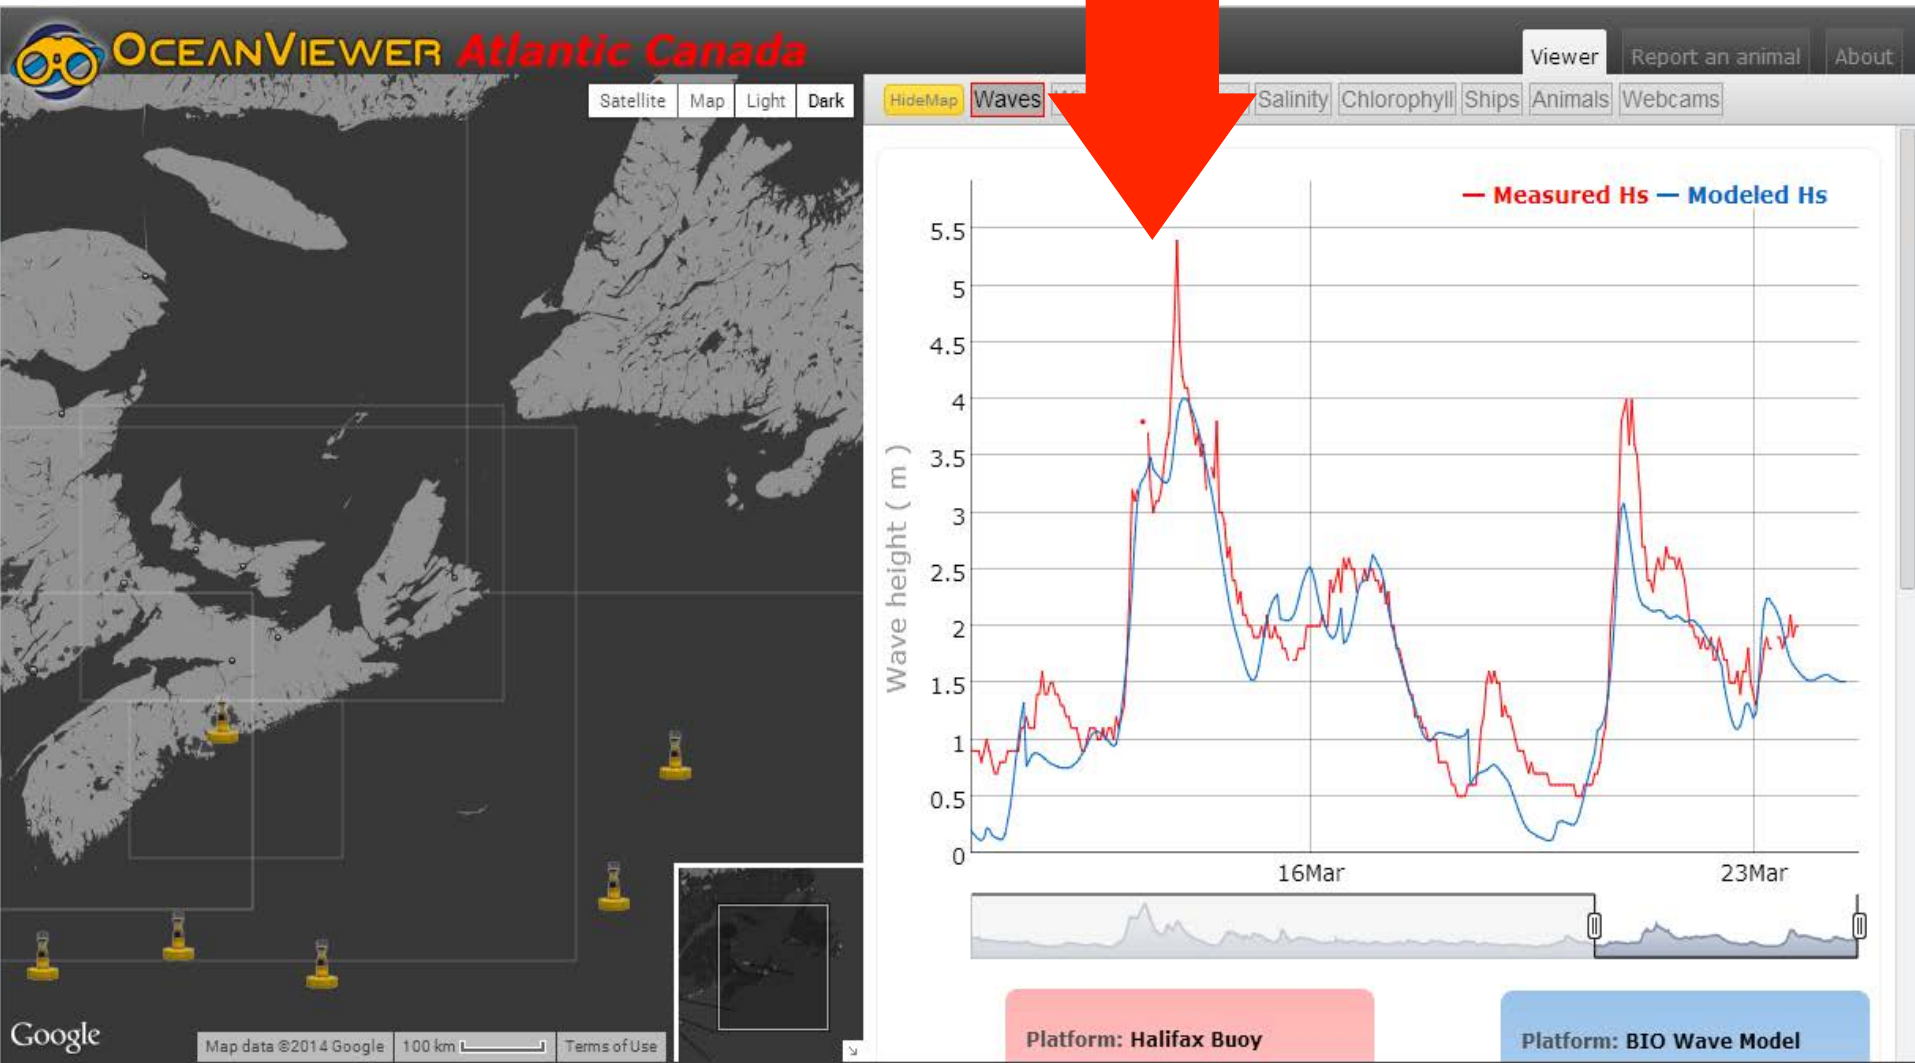 OCEANVIEWER Atlantic Canada
Viewer Report an animal About
Satellite Map Light Dark
HideMap Waves Salinity Chlorophyll Ships Animals Webcams
Measured Hs Modeled Hs
5.5
5
4.5
4
3.5
3
2.5
2
1.5
1
0.5
0
Wave height ( m )
16Mar 23Mar
Platform: Halifax Buoy
Platform: BIO Wave Model
Google
Map data ©2014 Google 100 km Terms of Use